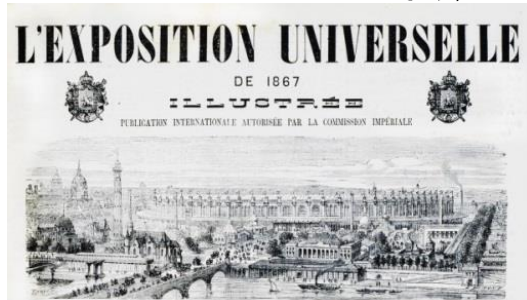 L'EXPOSITION UNIVERSELLE
DE 1867
ILLUSTRÉE
PUBLICATION INTERNATIONALE AUTORISÉE PAR LA COMMISSION IMPÉRIALE